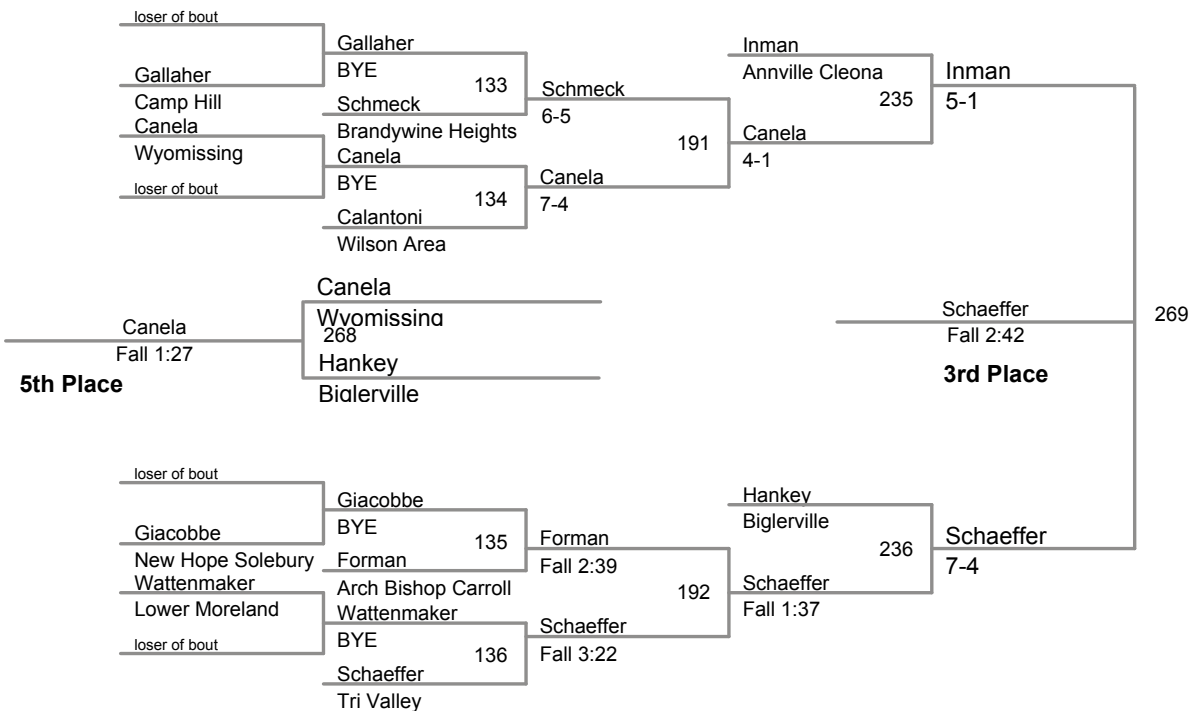 loser of bout
Gallaher
Camp Hill
Canela
Wyomissing
loser of bout
Gallaher
BYE
133
Schmeck
Brandywine Heights
Canela
BYE
134
Calantoni
Wilson Area
Schmeck
6-5
191
Canela
7-4
Inman
Annville Cleona
235
Canela
4-1
Inman
5-1
Canela
Fall 1:27
5th Place
Canela
Wyomissing
268
Hankey
Biglerville
Schaeffer
Fall 2:42
3rd Place
269
loser of bout
Giacobbe
New Hope Solebury
Wattenmaker
Lower Moreland
loser of bout
Giacobbe
BYE
135
Forman
Arch Bishop Carroll
Wattenmaker
BYE
136
Schaeffer
Tri Valley
Forman
Fall 2:39
192
Schaeffer
Fall 3:22
Hankey
Biglerville
236
Schaeffer
Fall 1:37
Schaeffer
7-4